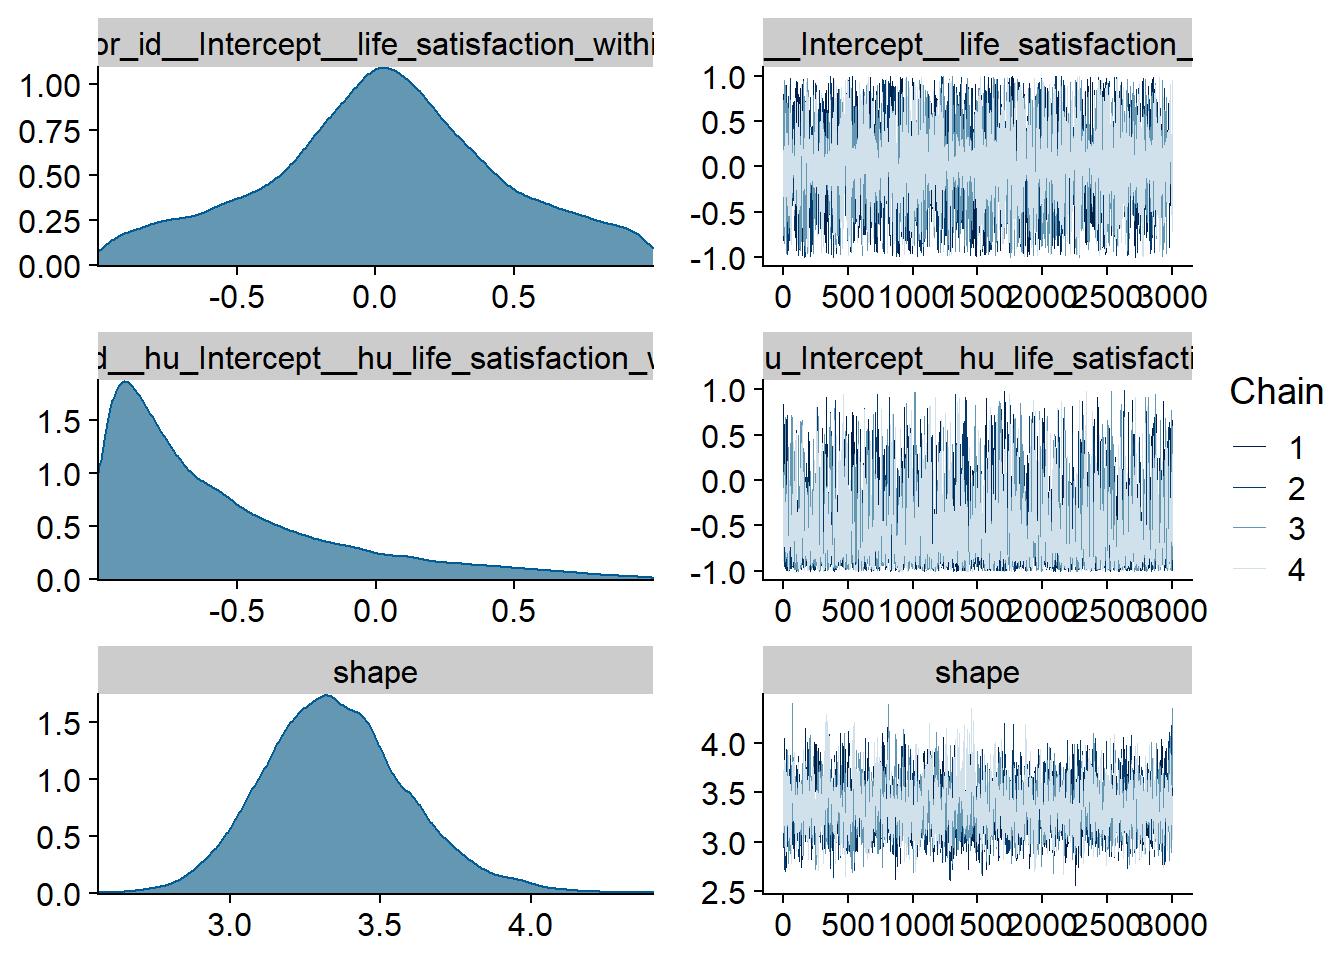 or_id__Intercept__life_satisfaction_withi
__Intercept__life_satisfaction_
1.00
0.75
0.50
0.25
0.00
-0.5 0.0 0.5
1.0
0.5
0.0
-0.5
-1.0
0 500 1000 1500 2000 2500 3000
d__hu_Intercept__hu_life_satisfaction_w
u_Intercept__hu_life_satisfacti
1.5
1.0
0.5
0.0
-0.5 0.0 0.5
1.0
0.5
0.0
-0.5
-1.0
0 500 1000 1500 2000 2500 3000
shape
shape
1.5
1.0
0.5
0.0
3.0 3.5 4.0
4.0
3.5
3.0
2.5
0 500 1000 1500 2000 2500 3000
Chain
1
2
3
4